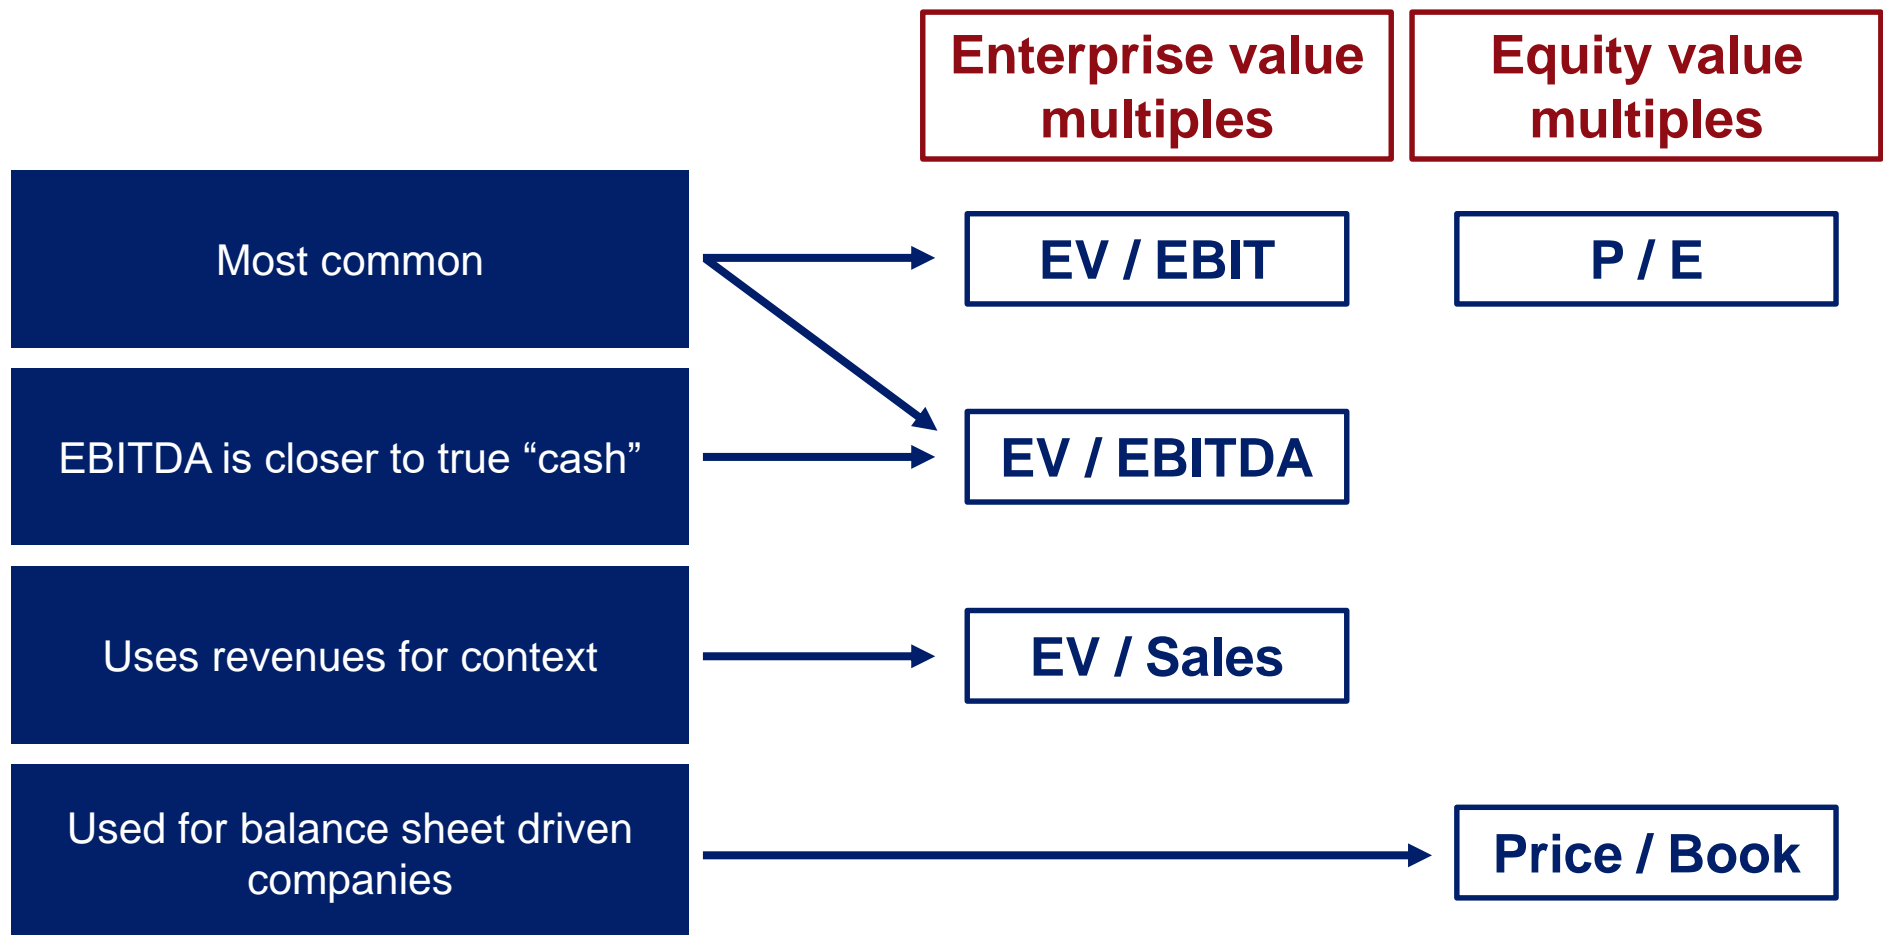 Enterprise value
multiples
Equity value
multiples
Most common
EV / EBIT
P / E
EBITDA is closer to true “cash”
EV / EBITDA
Uses revenues for context
EV / Sales
Used for balance sheet driven
companies
Price / Book